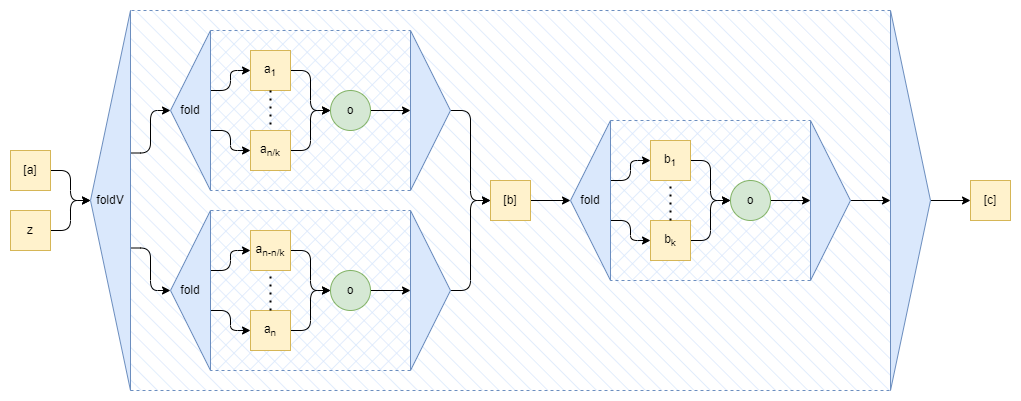 [a]
z
foldV
fold
a1
an/k
o
fold
an-n/k
an
o
[b]
fold
b1
bk
o
[c]